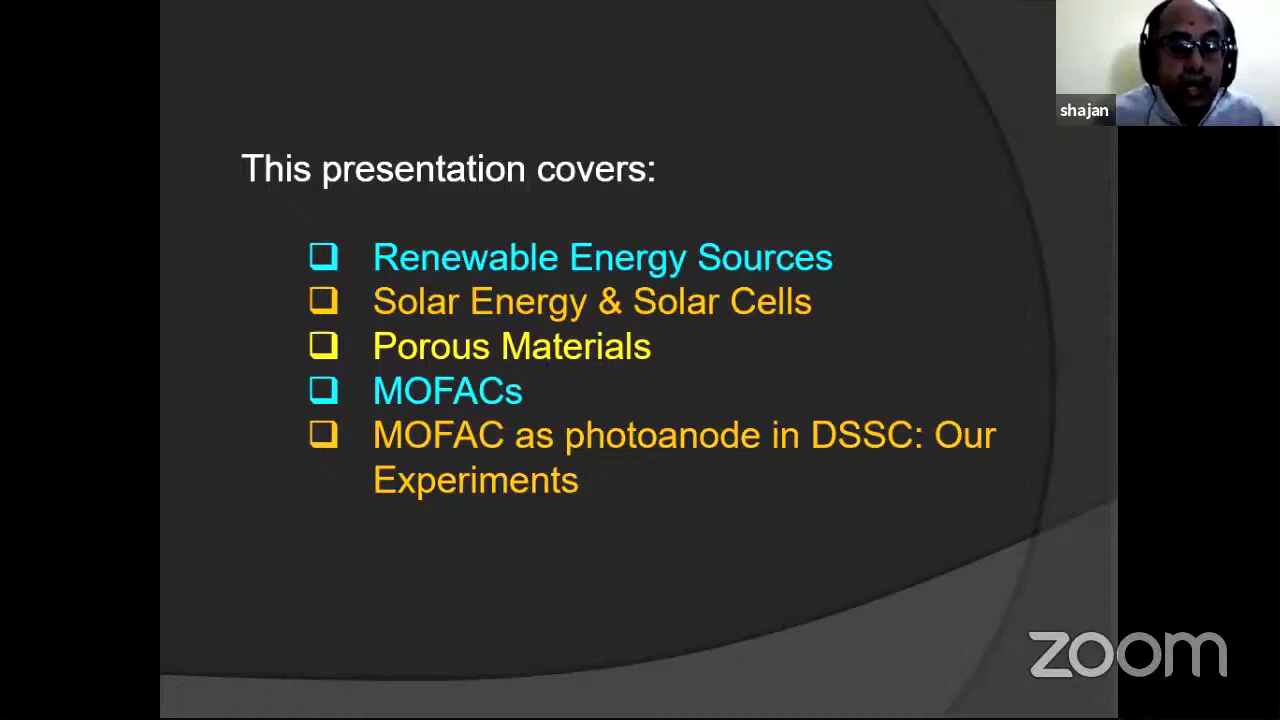 shajan
This presentation covers:
❑ Renewable Energy Sources
❑ Solar Energy & Solar Cells
❑ Porous Materials
❑ MOFACs
❑ MOFAC as photoanode in DSSC: Our
Experiments
zoom